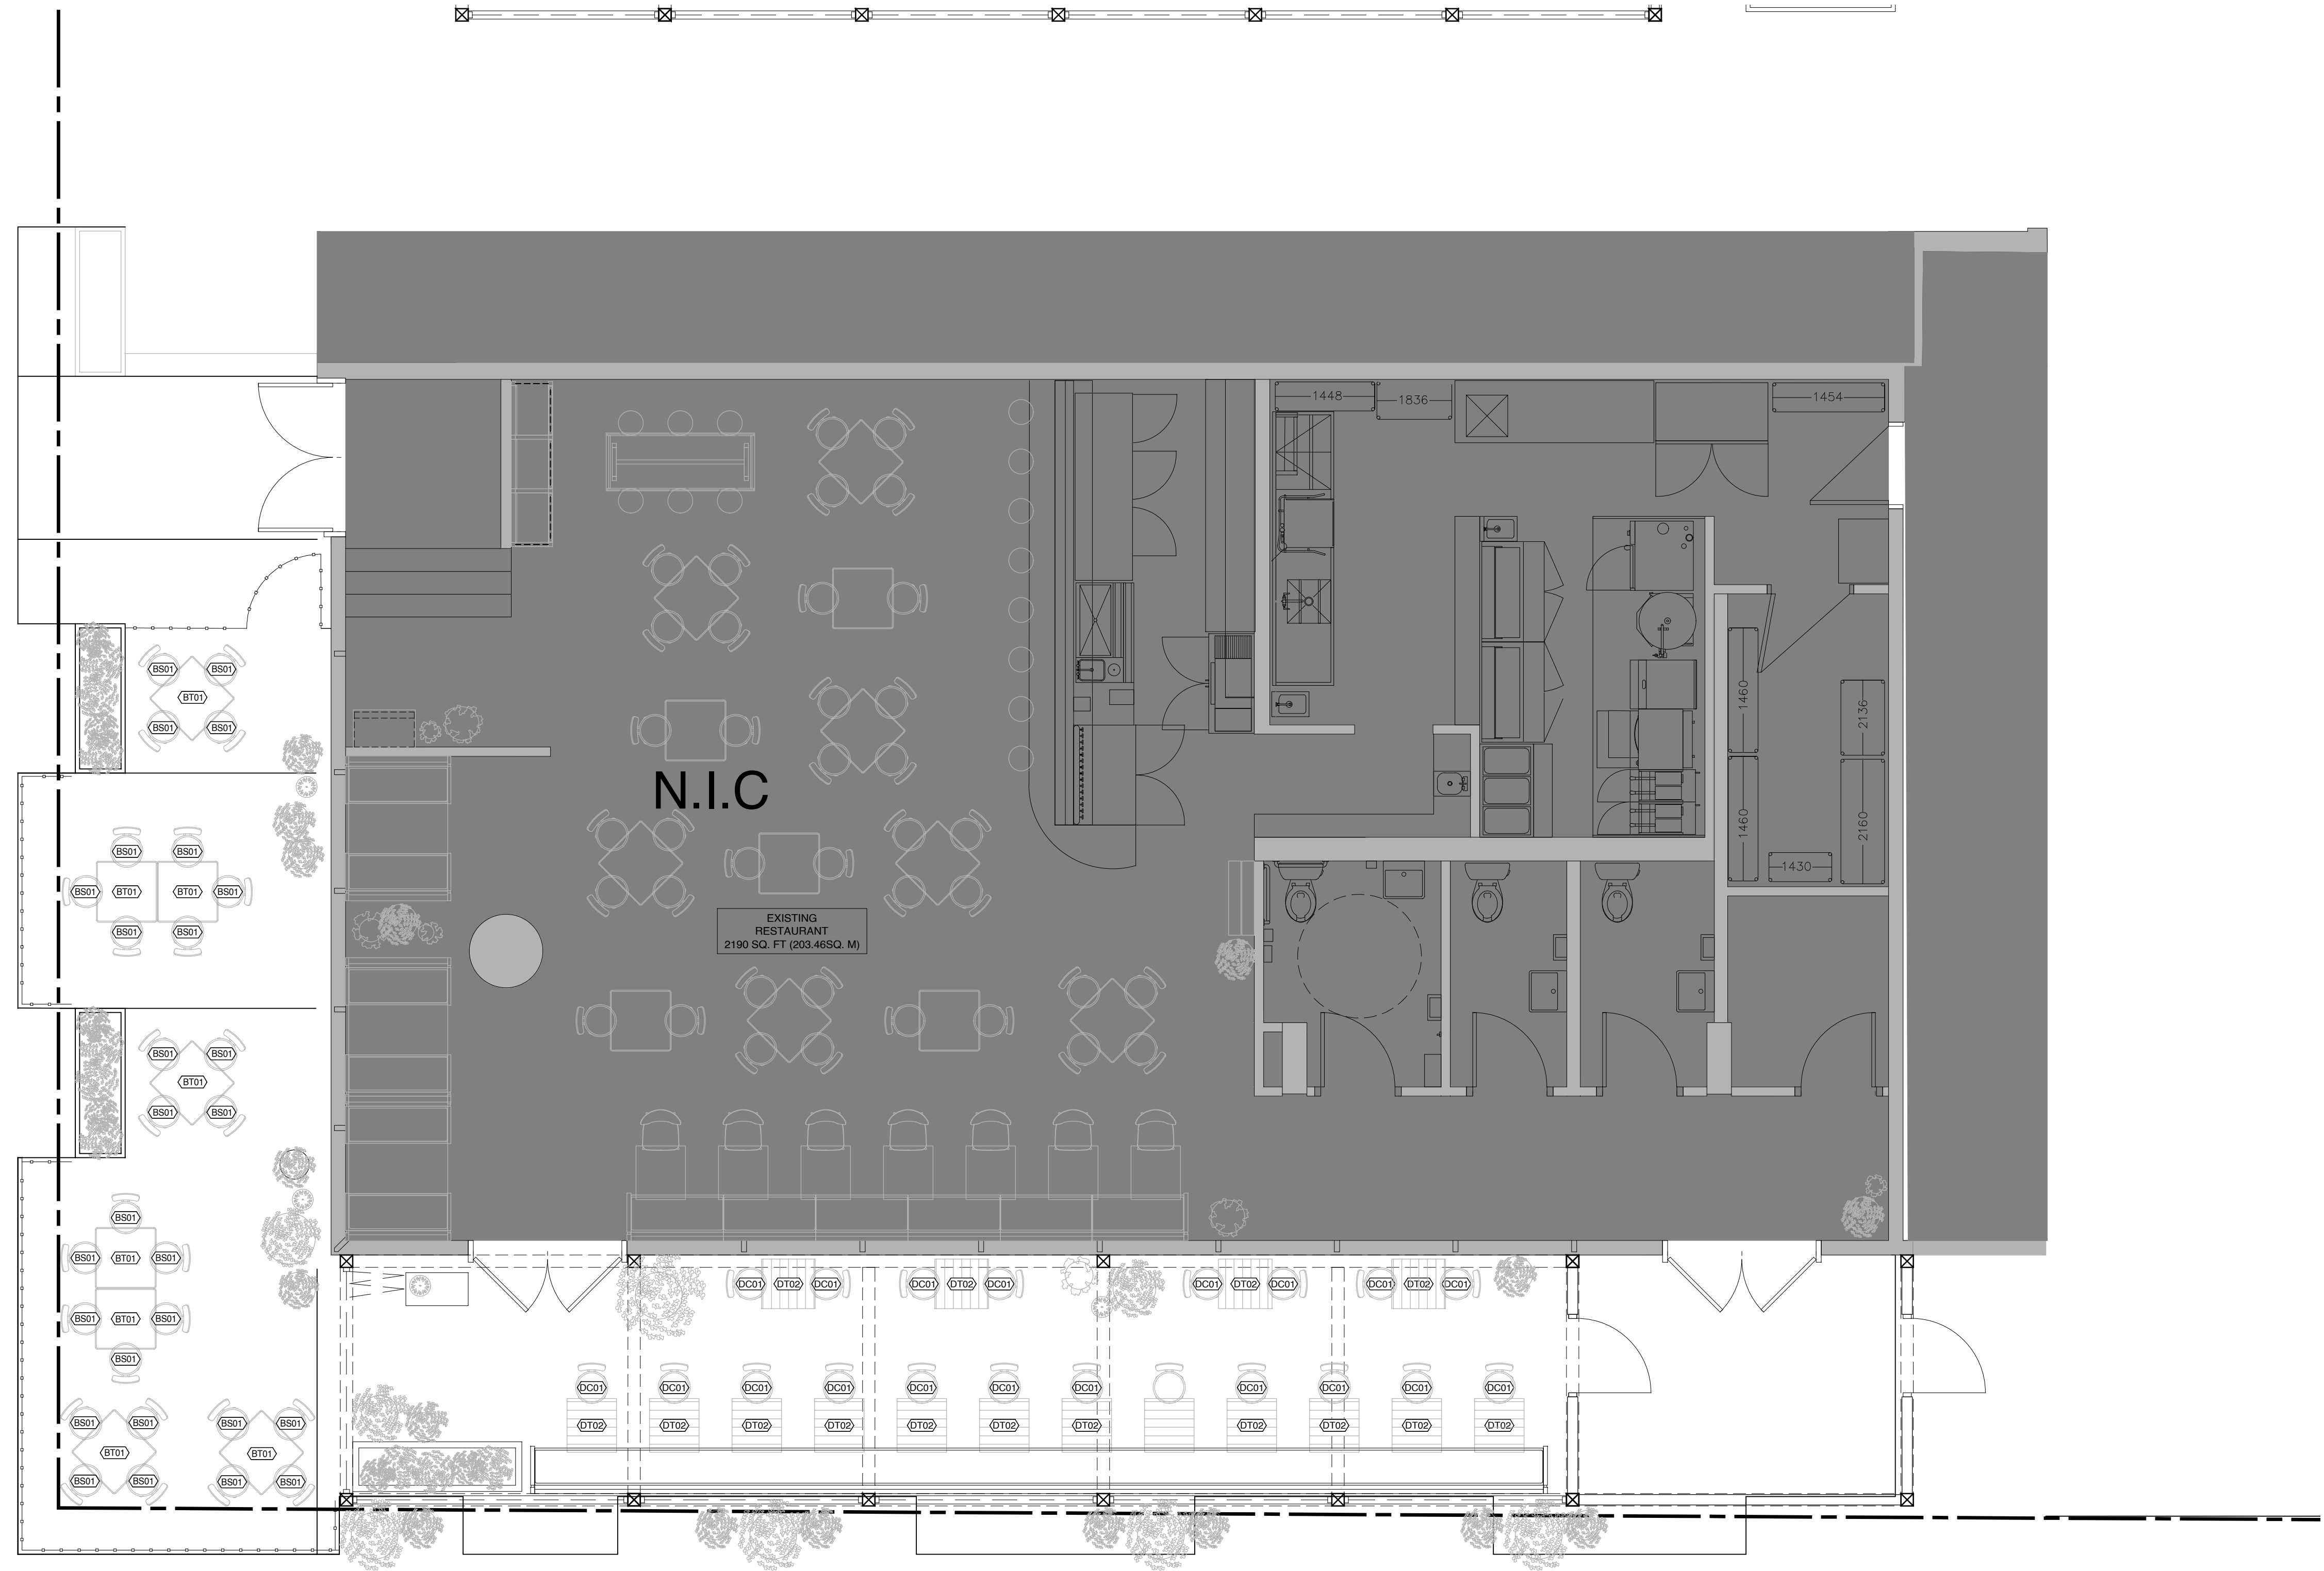 1448
1836
1454
BS01 BS01
BT01
BS01 BS01
1460
2136
N.I.C
1460
2160
1430
BS01 BS01
BS01 BT01 BT01 BS01
BS01 BS01
EXISTING
RESTAURANT
2190 SQ. FT (203.46SQ. M)
BS01 BS01
BT01
BS01 BS01
BS01
BS01 BT01 BS01
BS01 BT01 BS01
BS01
DC01 DT02 DC01 DC01 DT02 DC01 DC01 DT02 DC01 DC01 DT02 DC01
DC01 DC01 DC01 DC01 DC01 DC01 DC01 DC01 DC01 DC01 DC01
DT02 DT02 DT02 DT02 DT02 DT02 DT02 DT02 DT02 DT02 DT02
BS01 BS01 BS01 BS01
BT01 BT01
BS01 BS01 BS01 BS01